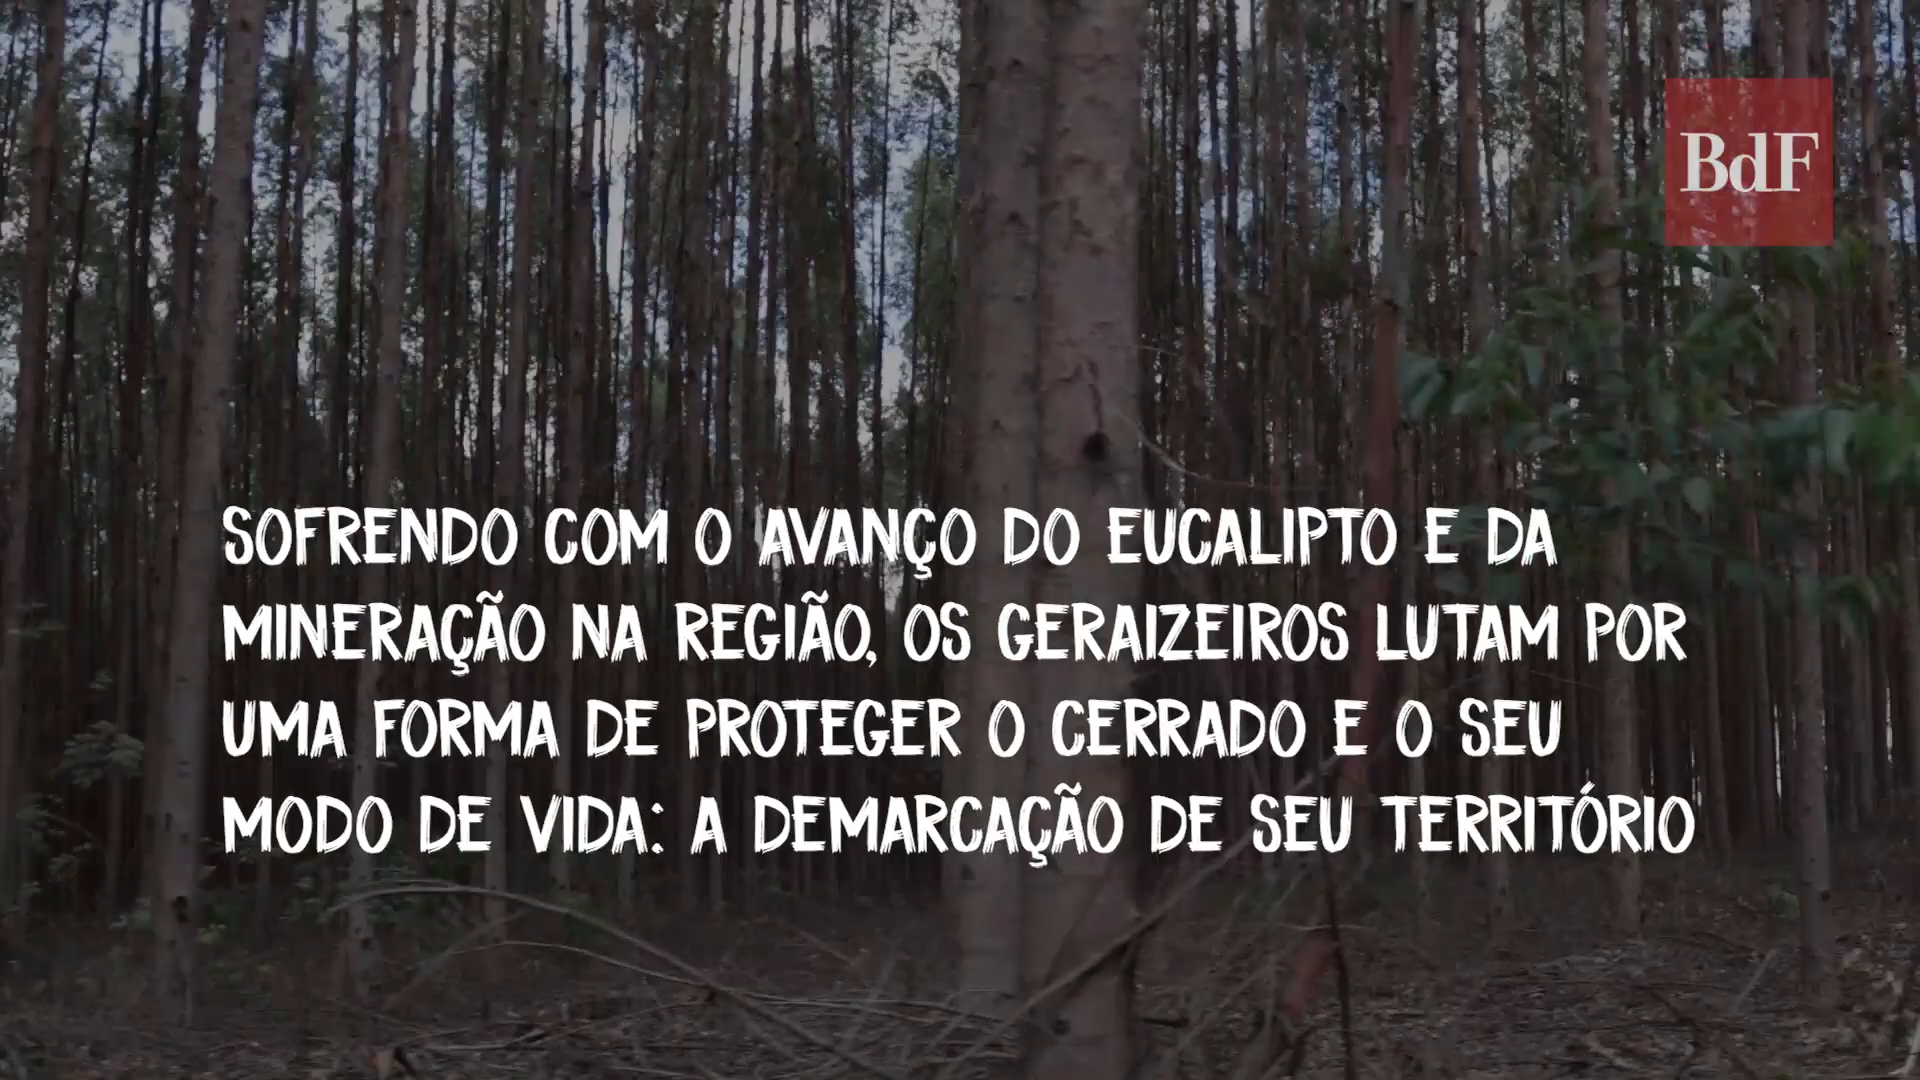 BdF
SOFRENDO COM O AVANÇO DO EUCALIPTO E DA
MINERAÇÃO NA REGIÃO, OS GERAIZEIROS LUTAM POR
UMA FORMA DE PROTEGER O CERRADO E O SEU
MODO DE VIDA: A DEMARCAÇÃO DE SEU TERRITÓRIO